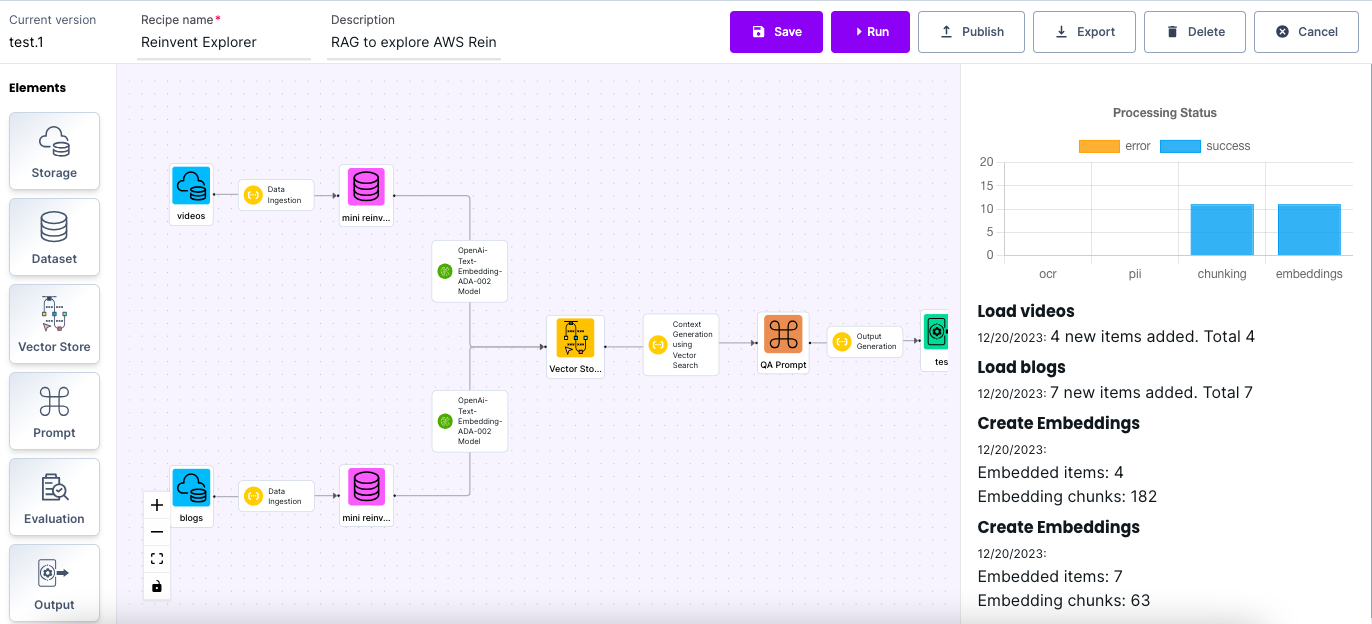 Current version
test.1
Recipe name*
Reinvent Explorer
Description
RAG to explore AWS Rein
Save
Run
Publish
Export
Delete
Cancel
Elements
Storage
Dataset
Vector Store
Prompt
Evaluation
Output
videos
Data
Ingestion
mini reinv...
OpenAi-
Text-
Embedding-
ADA-002
Model
Vector Sto...
Context
Generation
using
Vector
Search
QA Prompt
Output
Generation
tes
OpenAi-
Text-
Embedding-
ADA-002
Model
blogs
Data
Ingestion
mini reinv...
Processing Status
error
success
20
15
10
5
0
ocr
pii
chunking
embeddings
Load videos
12/20/2023: 4 new items added. Total 4
Load blogs
12/20/2023: 7 new items added. Total 7
Create Embeddings
12/20/2023:
Embedded items: 4
Embedding chunks: 182
Create Embeddings
12/20/2023:
Embedded items: 7
Embedding chunks: 63